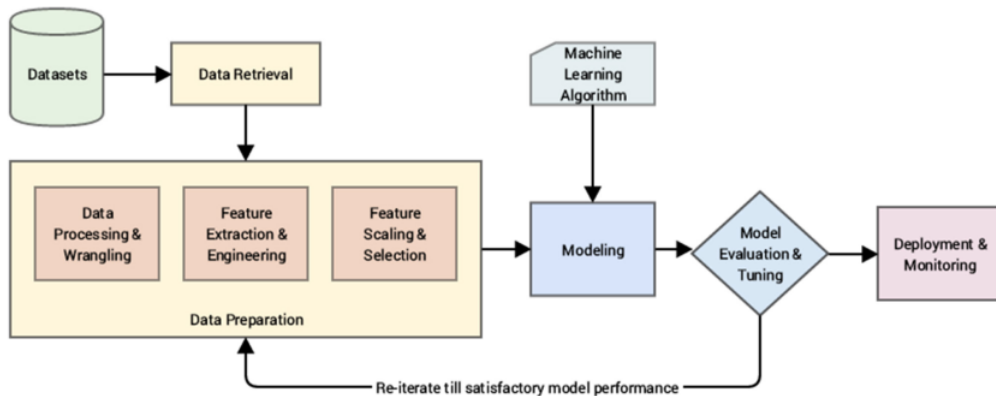 Datasets
Data Retrieval
Machine
Learning
Algorithm
Data
Processing &
Wrangling
Feature
Extraction &
Engineering
Feature
Scaling &
Selection
Data Preparation
Modeling
Model
Evaluation &
Tuning
Deployment &
Monitoring
Re-iterate till satisfactory model performance